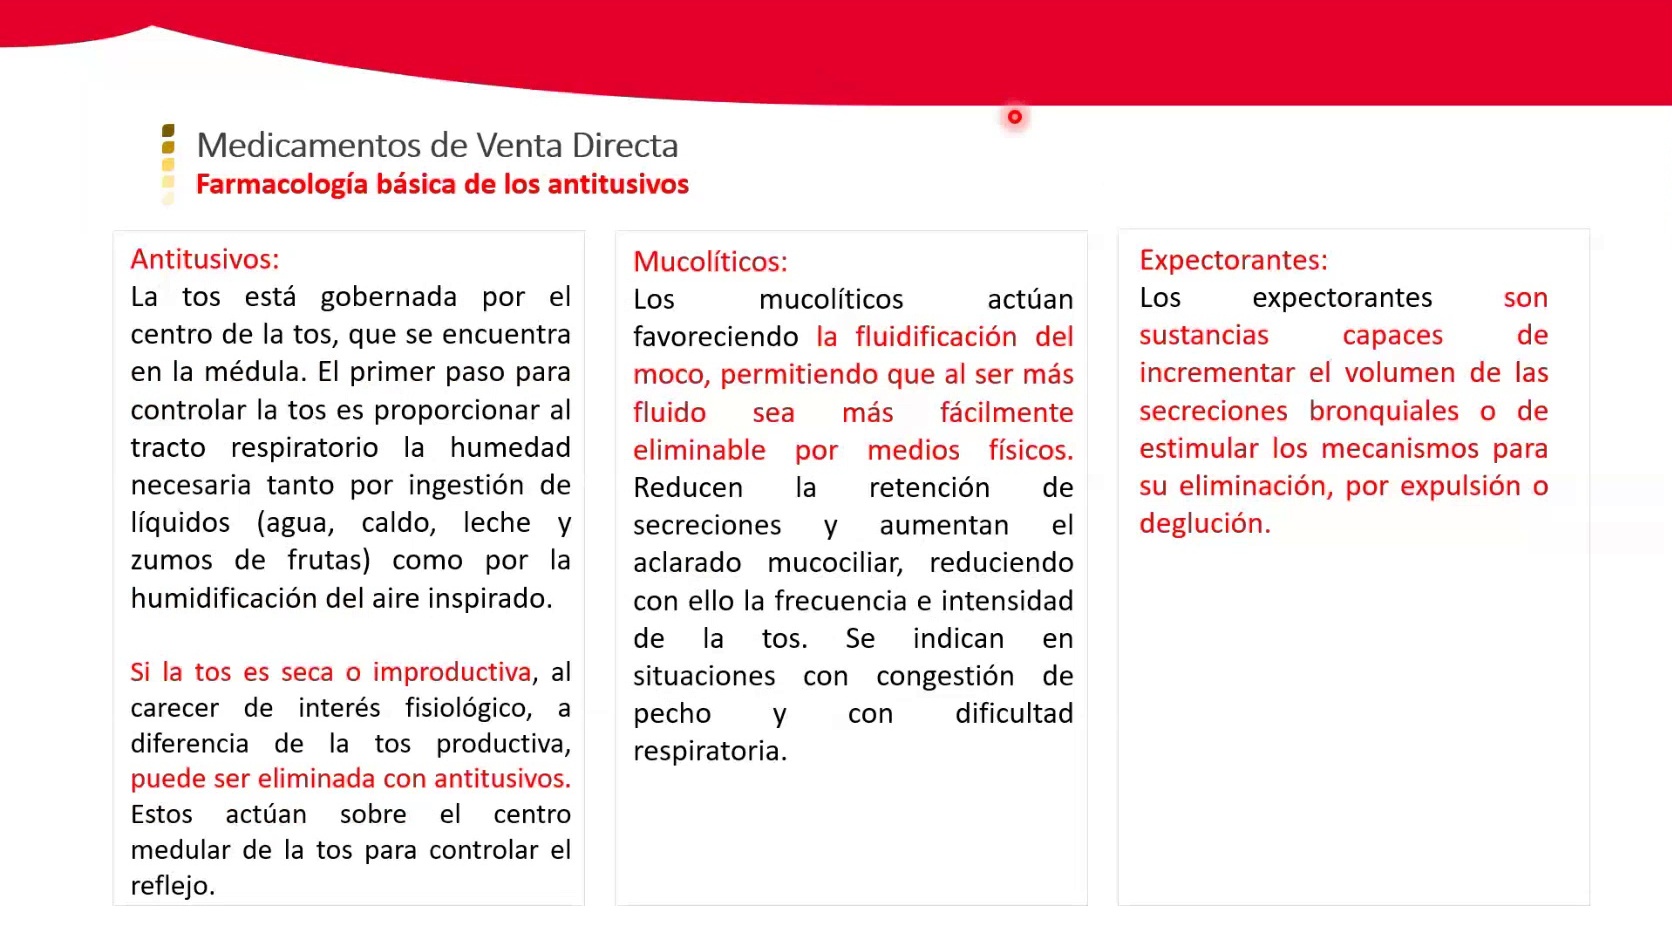 Medicamentos de Venta Directa
Farmacología básica de los antitusivos
Antitusivos:
La tos está gobernada por el
centro de la tos, que se encuentra
en la médula. El primer paso para
controlar la tos es proporcionar al
tracto respiratorio la humedad
necesaria tanto por ingestión de
líquidos (agua, caldo, leche y
zumos de frutas) como por la
humidificación del aire inspirado.
Si la tos es seca o improductiva, al
carecer de interés fisiológico, a
diferencia de la tos productiva,
puede ser eliminada con antitusivos.
Estos actúan sobre el centro
medular de la tos para controlar el
reflejo.
Mucolíticos:
Los mucolíticos actúan
favoreciendo la fluidificación del
moco, permitiendo que al ser más
fluido sea más fácilmente
eliminable por medios físicos.
Reducen la retención de
secreciones y aumentan el
aclarado mucociliar, reduciendo
con ello la frecuencia e intensidad
de la tos. Se indican en
situaciones con congestión de
pecho y con dificultad
respiratoria.
Expectorantes:
Los expectorantes son
sustancias capaces de
incrementar el volumen de las
secreciones bronquiales o de
estimular los mecanismos para
su eliminación, por expulsión o
deglución.